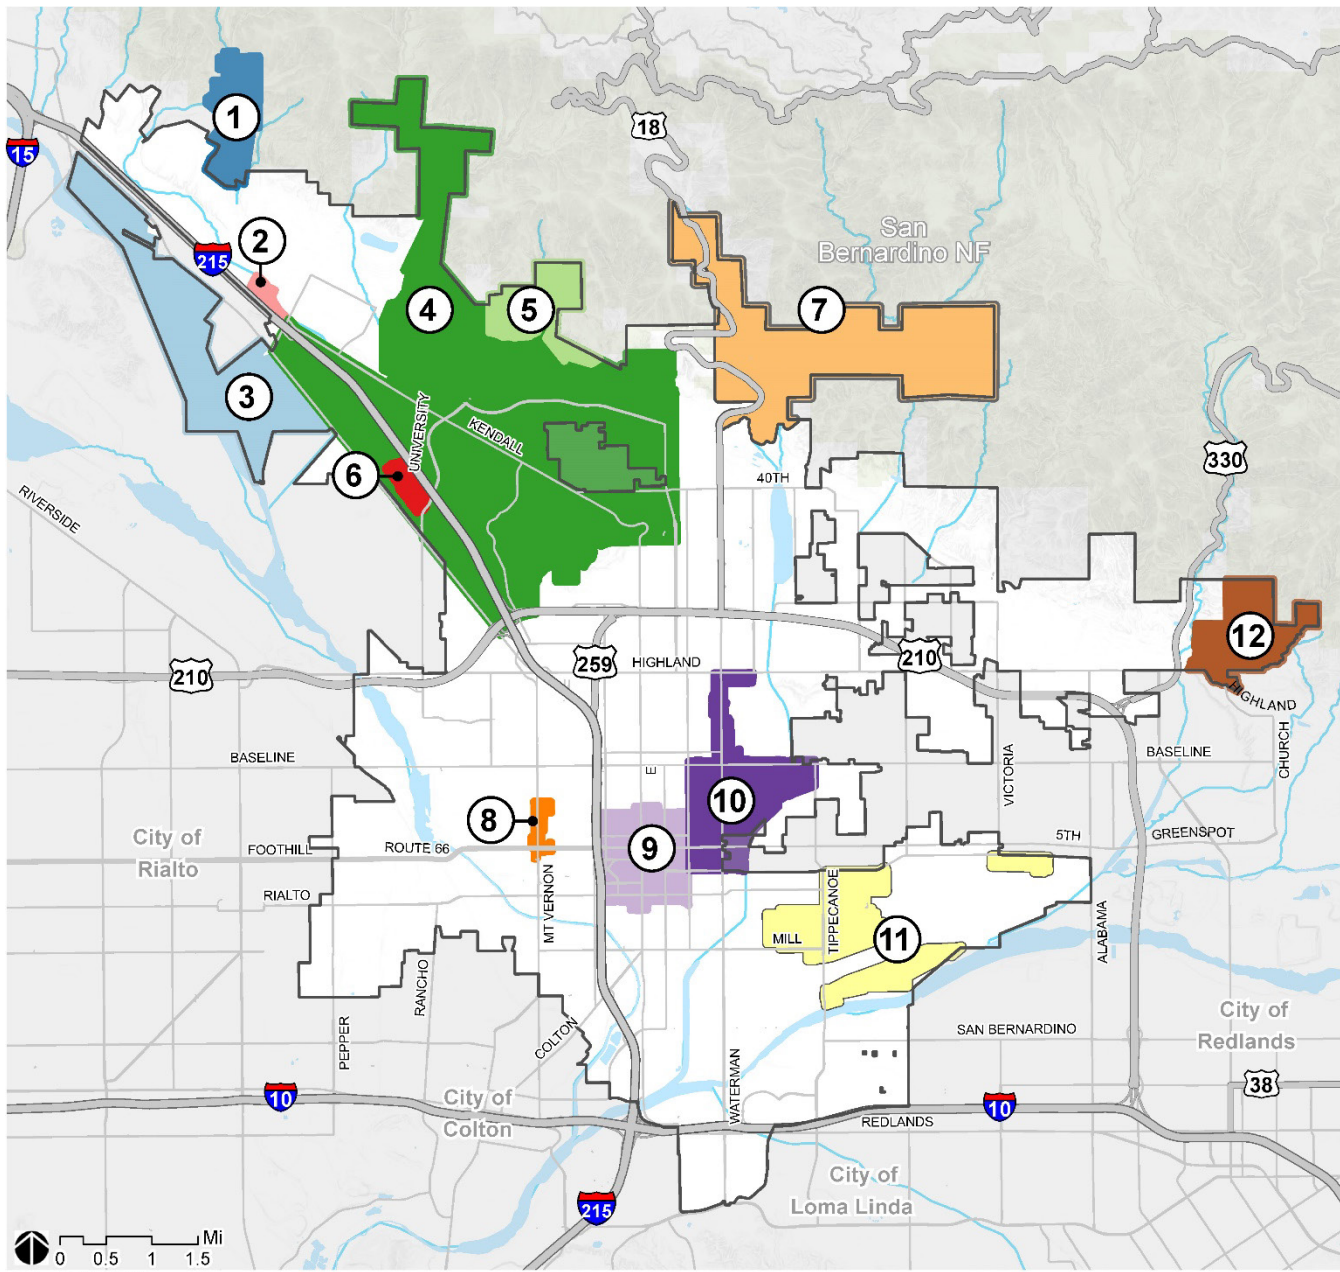 1
18
15
San
Bernardino NF
2
215
4
5
7
3
UNIVERSITY
KENDALL
6
40TH
330
RIVERSIDE
12
259
HIGHLAND
210
210
HIGHLAND
BASELINE
E
VICTORIA
BASELINE
CHURCH
10
8
City of
Rialto
FOOTHILL
ROUTE 66
9
5TH
GREENSPOT
RIALTO
MT VERNON
TIPPECANOE
11
MILL
ALABAMA
RANCHO
PEPPER
COLTON
City of
Redlands
SAN BERNARDINO
WATERMAN
38
10
City of
Colton
10
REDLANDS
City of
Loma Linda
215
Mi
0 0.5 1 1.5